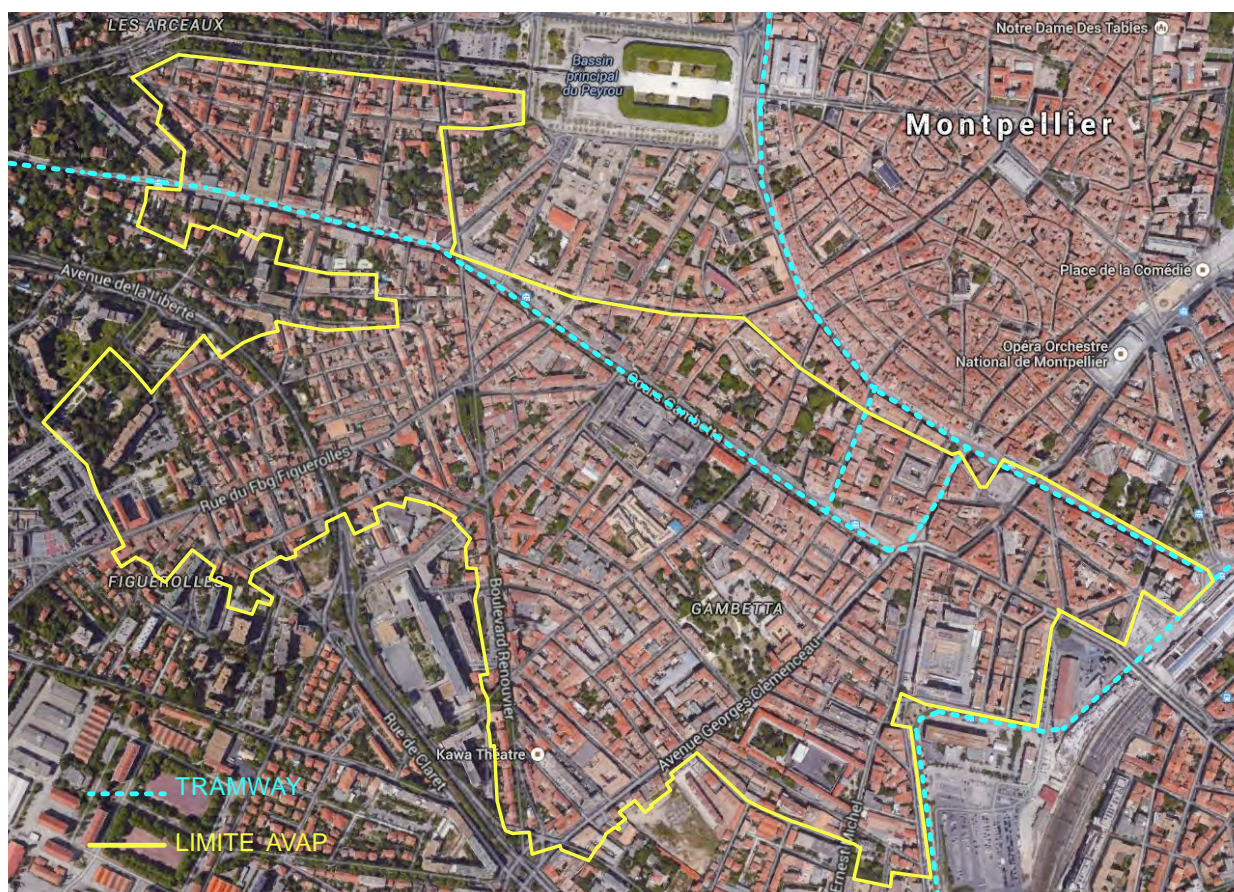 LES ARCEAUX
Notre Dame Des Tables
Bassin
principal
du Peyrou
Montpellier
Place de la Comédie
Avenue de la Liberté
Opéra Orchestre
National de Montpellier
Cours Gambetta
Rue du Fbg Figuerolles
FIGUEROLLES
GAMBETTA
Boulevard Renouvier
Avenue Georges Clemenceau
Rue de Claret
Kawa Théatre
Ernest Michel
TRAMWAY
LIMITE AVAP